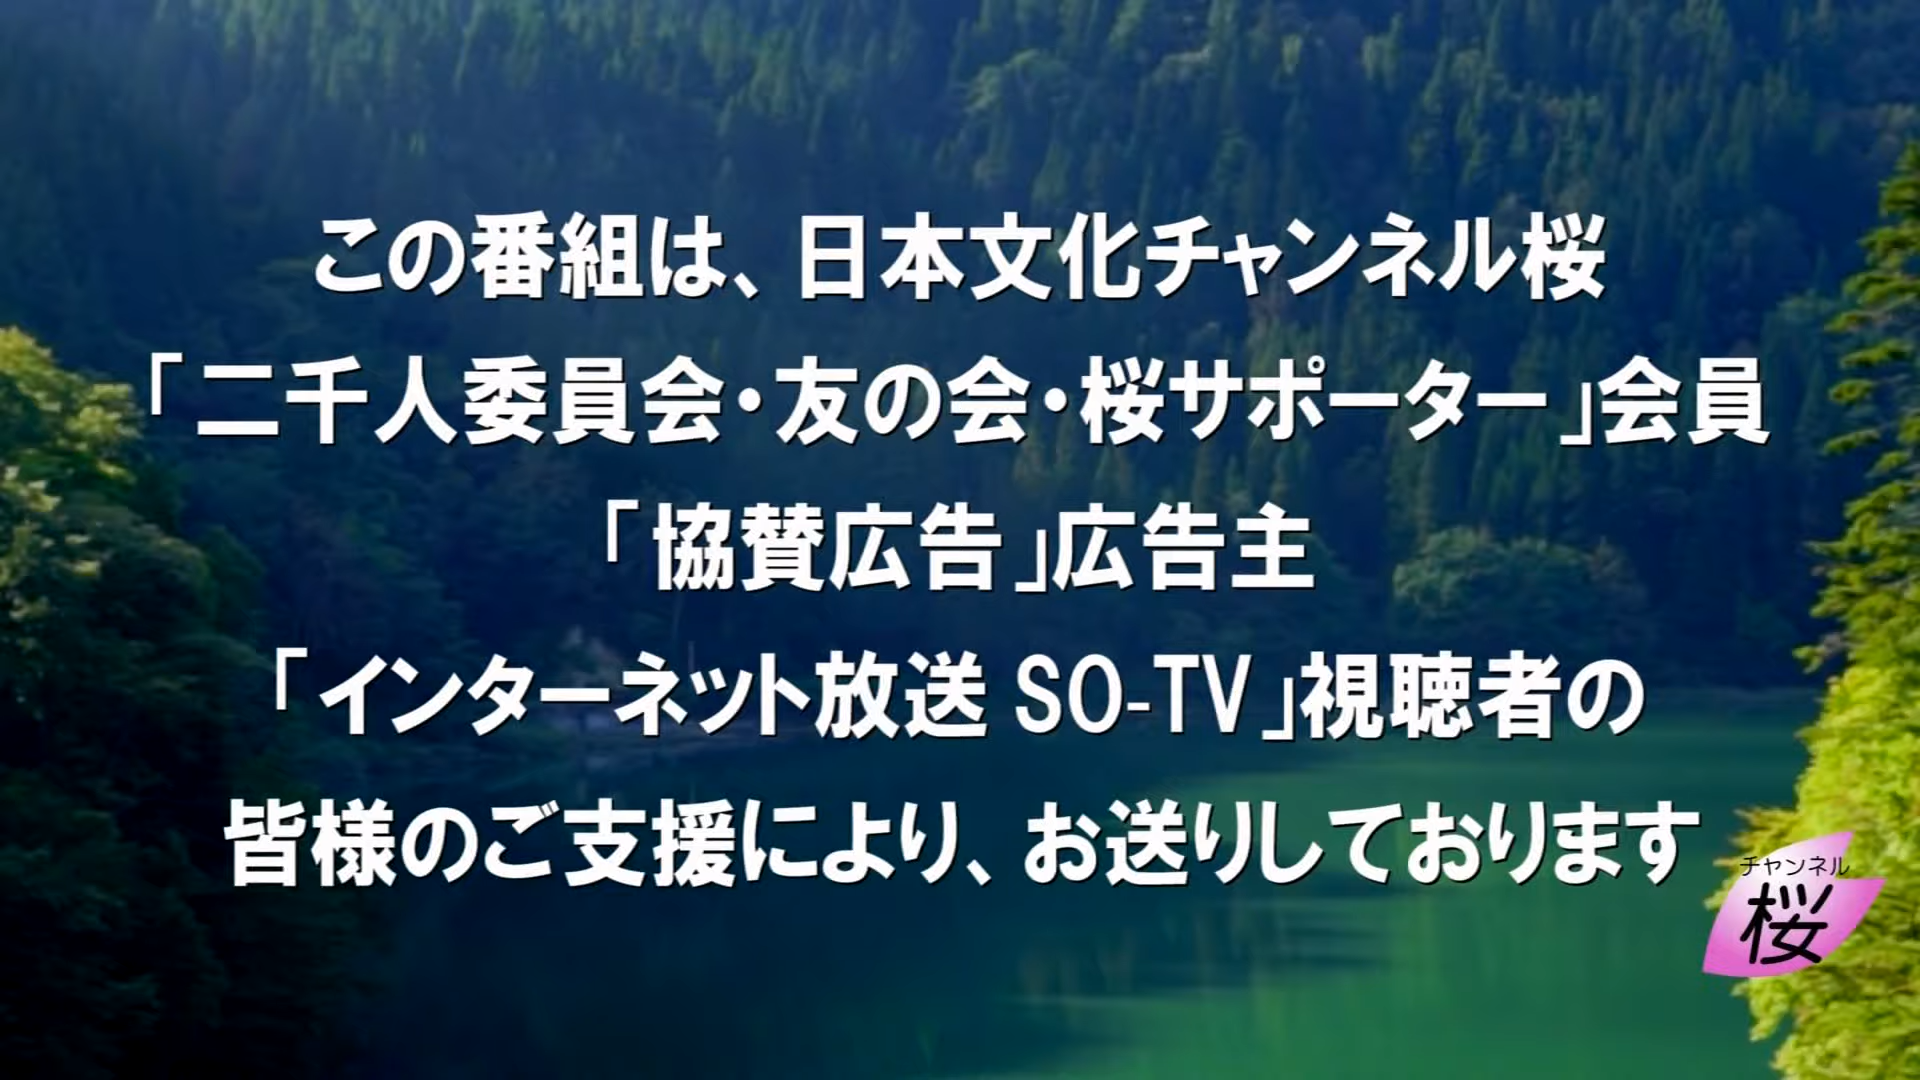 この番組は、日本文化チャンネル桜
「二千人委員会・友の会・桜サポーター」会員
「協賛広告」広告主
「インターネット放送 SO-TV」視聴者の
皆様のご支援により、お送りしております
チャンネル
桜